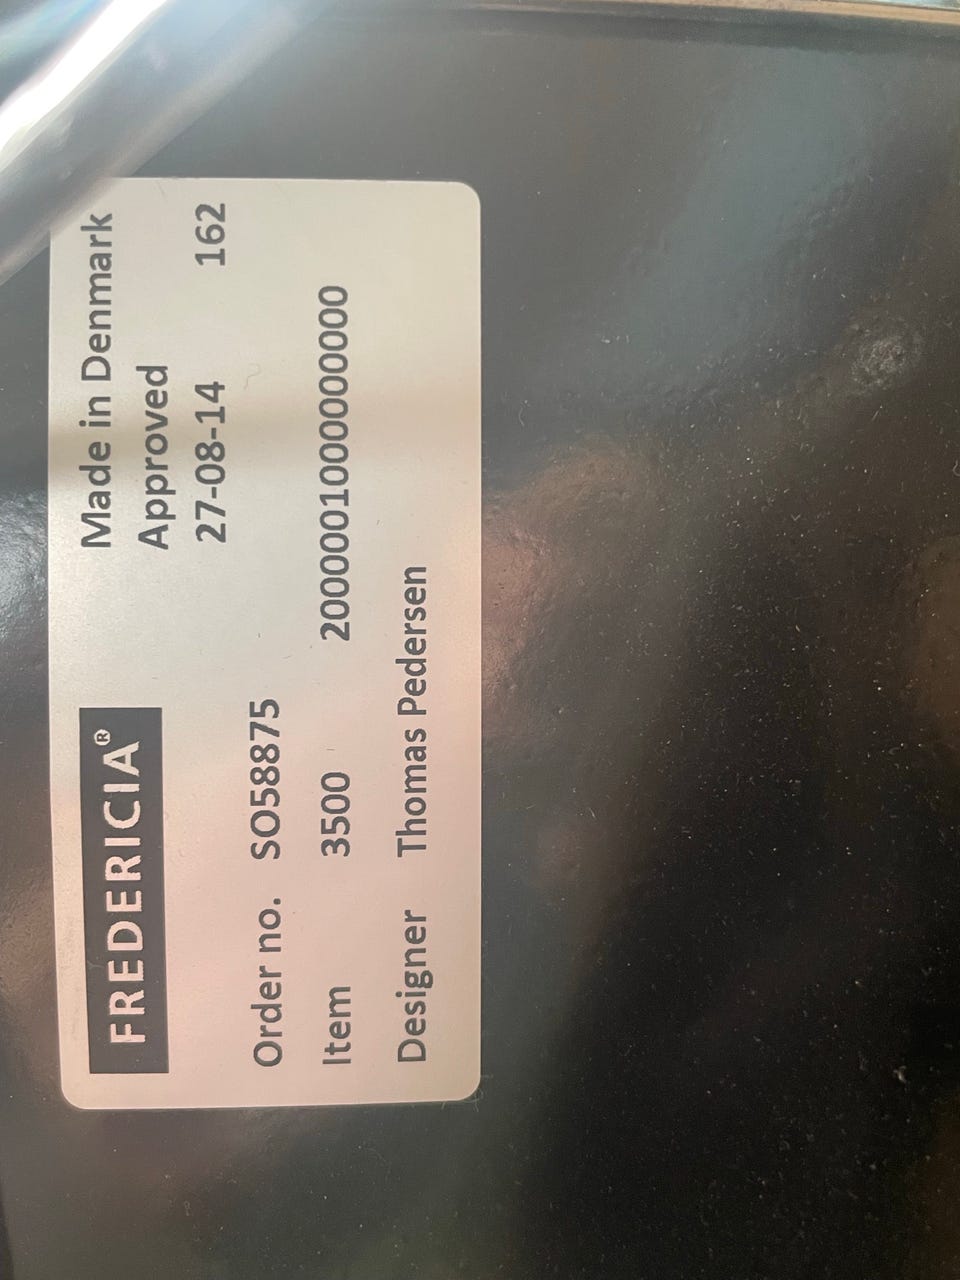 FREDERICIA®
Made in Denmark
Approved
27-08-14 162
Order no. SO58875
Item 3500 20000010000000000
Designer Thomas Pedersen